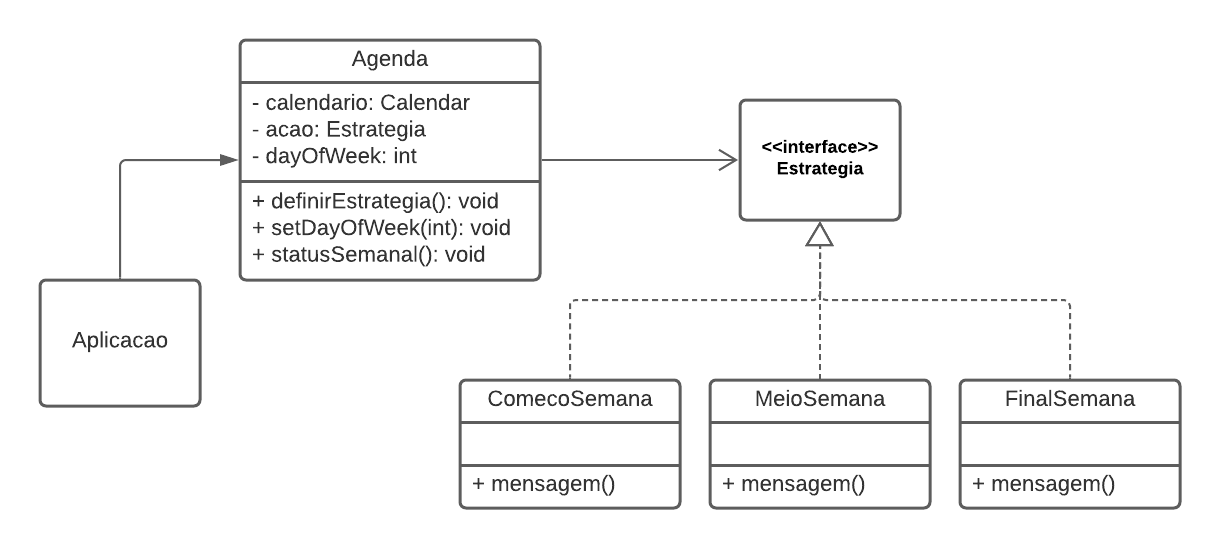 Agenda
- calendario: Calendar
- acao: Estrategia
- dayOfWeek: int
+ definirEstrategia(): void
+ setDayOfWeek(int): void
+ statusSemanal(): void
<<interface>>
Estrategia
Aplicacao
ComecoSemana
+ mensagem()
MeioSemana
+ mensagem()
FinalSemana
+ mensagem()